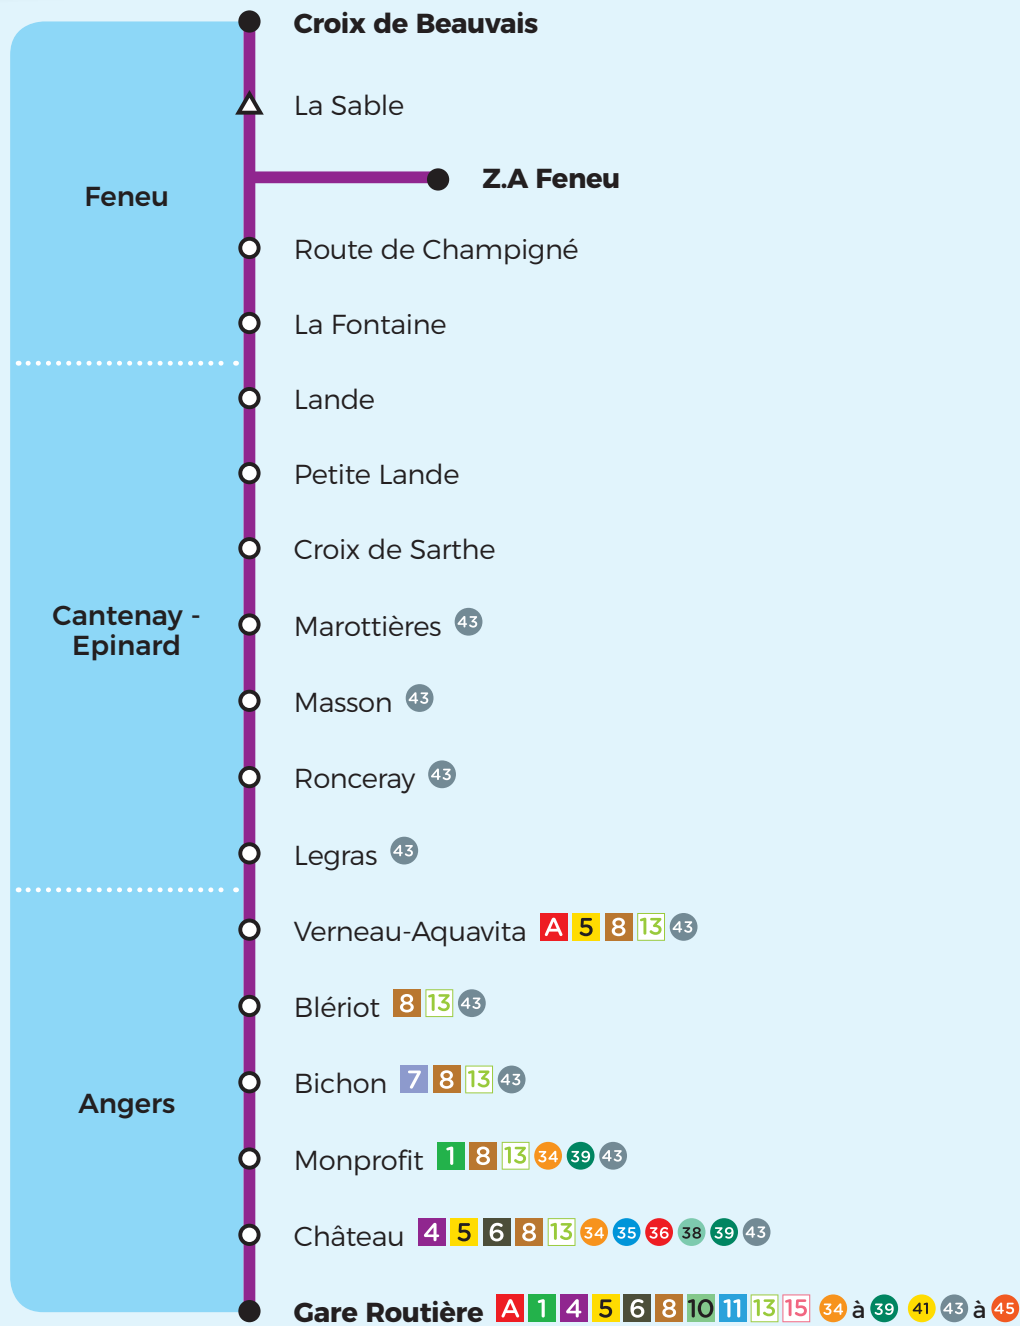 Croix de Beauvais
La Sable
Z.A Feneu
Feneu
Route de Champigné
La Fontaine
Lande
Petite Lande
Croix de Sarthe
Cantenay -
Epinard
Marottières 43
Masson 43
Ronceray 43
Legras 43
Verneau-Aquavita A 5 8 13 43
Blériot 8 13 43
Bichon 7 8 13 43
Angers
Monprofit 1 8 13 34 39 43
Château 4 5 6 8 13 34 35 36 38 39 43
Gare Routière A 1 4 5 6 8 10 11 13 15 34 à 39 41 43 à 45